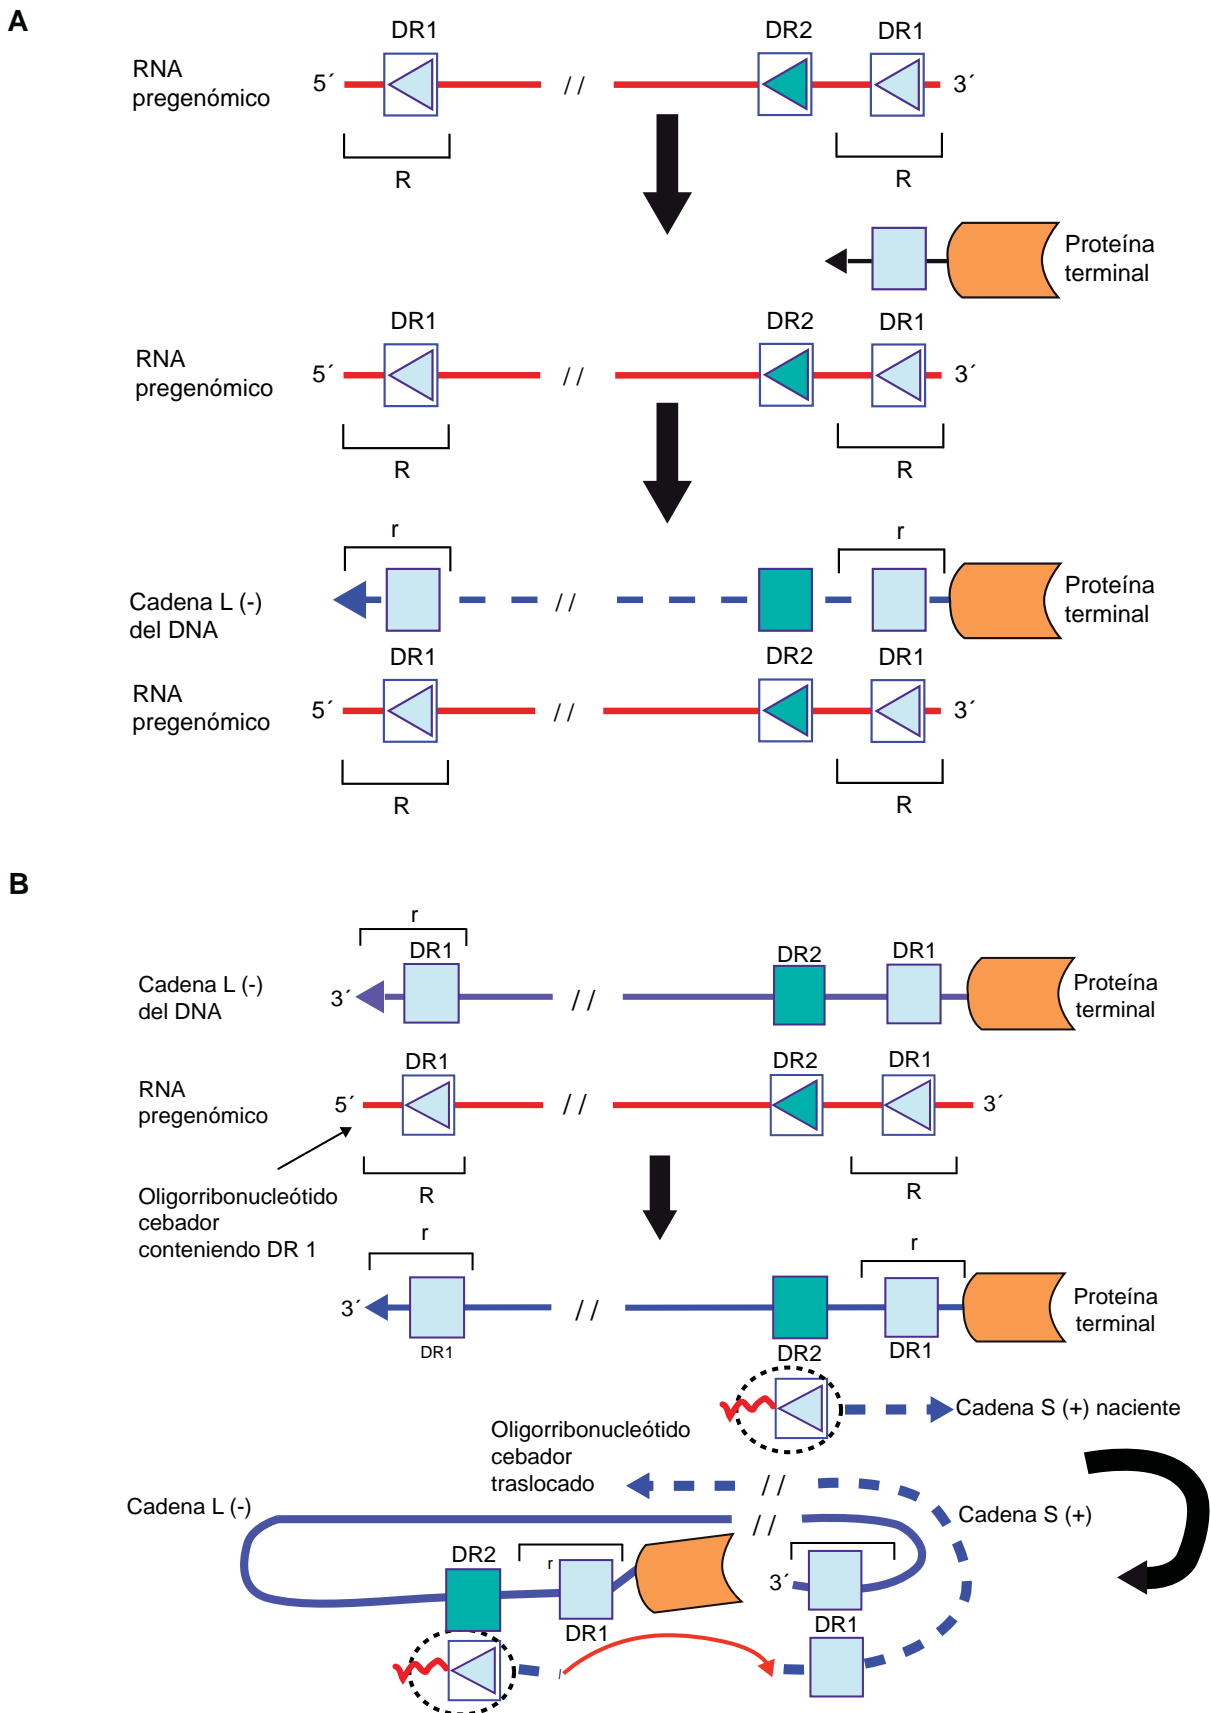 A
DR1
DR2
DR1
RNA
pregenómico
5´
//
3´
R
R
Proteína
terminal
DR1
DR2
DR1
RNA
pregenómico
5´
//
3´
R
R
r
r
Cadena L (-)
del DNA
//
Proteína
terminal
DR1
DR2
DR1
RNA
pregenómico
5´
//
3´
R
R
B
r
DR1
DR2
DR1
Cadena L (-)
del DNA
3´
//
Proteína
terminal
DR1
DR2
DR1
RNA
pregenómico
5´
//
3´
R
R
Oligorribonucleótido
cebador
conteniendo DR 1
r
r
3´
//
Proteína
terminal
DR1
DR2
DR1
Cadena S (+) naciente
Oligorribonucleótido
cebador
traslocado
//
Cadena L (-)
//
Cadena S (+)
DR2
r
3´
DR1
DR1